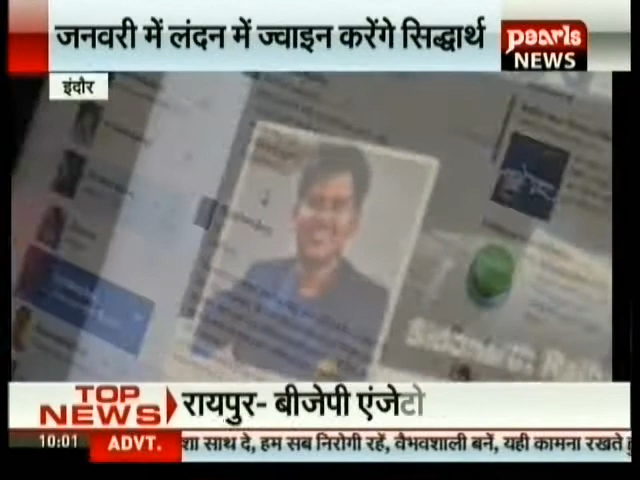 जनवरी में लंदन में ज्वाइन करेंगे सिद्धार्थ
pearls
NEWS
इंदौर
TOP
NEWS
रायपुर- बीजेपी एंजेटो
10:01
ADVT.
शा साथ दे, हम सब निरोगी रहें, वैभवशाली बनें, यही कामना रखते हु